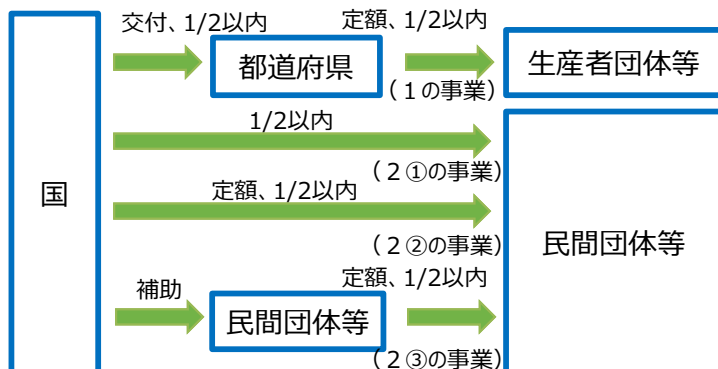 交付、1/2以内
定額、1/2以内
国
都道府県
生産者団体等
（１の事業）
1/2以内
（２①の事業）
定額、1/2以内
（２②の事業）
民間団体等
補助
定額、1/2以内
民間団体等
（２③の事業）